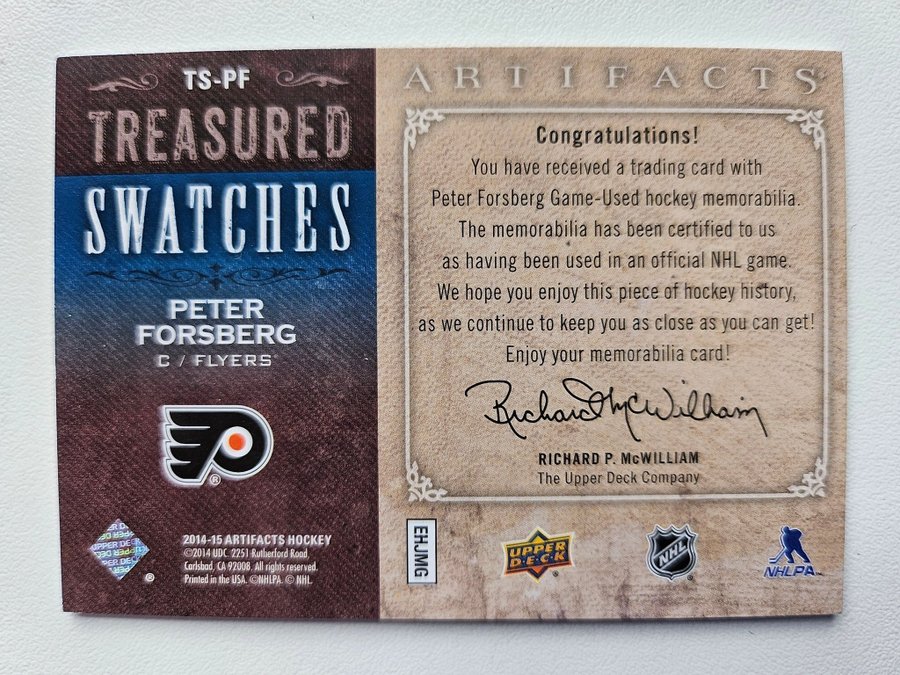 TS-PF
TREASURED
SWATCHES
PETER
FORSBERG
C / FLYERS
®
2014-15 ARTIFACTS HOCKEY
©2014 UDC. 2251 Rutherford Road,
Carlsbad, CA 92008. All rights reserved.
Printed in the USA. ©NHLPA. © NHL.
®
ARTIFACTS
Congratulations!
You have received a trading card with
Peter Forsberg Game-Used hockey memorabilia.
The memorabilia has been certified to us
as having been used in an official NHL game.
We hope you enjoy this piece of hockey history,
as we continue to keep you as close as you can get!
Enjoy your memorabilia card!
Richard McWilliam
RICHARD P. McWILLIAM
The Upper Deck Company
EHJMG
UPPER
DECK
NHL
NHLPA